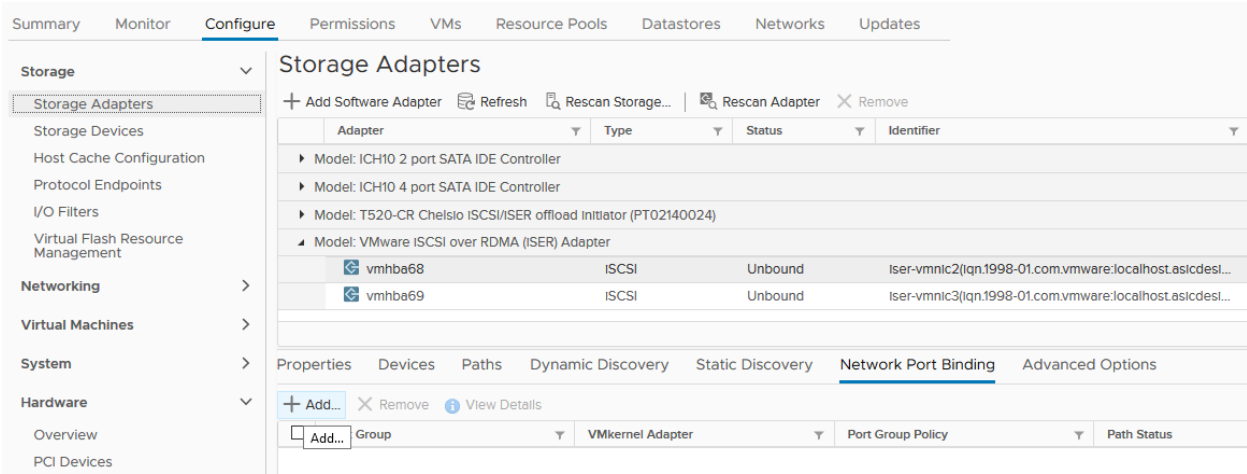 Summary Monitor Configure Permissions VMs Resource Pools Datastores Networks Updates
Storage
Storage Adapters
Storage Devices
Host Cache Configuration
Protocol Endpoints
I/O Filters
Virtual Flash Resource
Management
Networking
Virtual Machines
System
Hardware
Overview
PCI Devices
Storage Adapters
Add Software Adapter Refresh Rescan Storage... Rescan Adapter Remove
Adapter Type Status Identifier
Model: ICH10 2 port SATA IDE Controller
Model: ICH10 4 port SATA IDE Controller
Model: T520-CR Chelsio iSCSI/iSER offload Initiator (PT02140024)
Model: VMware iSCSI over RDMA (iSER) Adapter
vmhba68 iSCSI Unbound iser-vmnic2(iqn.1998-01.com.vmware:localhost.asicdesi...
vmhba69 iSCSI Unbound iser-vmnic3(iqn.1998-01.com.vmware:localhost.asicdesi...
Properties Devices Paths Dynamic Discovery Static Discovery Network Port Binding Advanced Options
Add... Remove View Details
Group VMkernel Adapter Port Group Policy Path Status
Add...